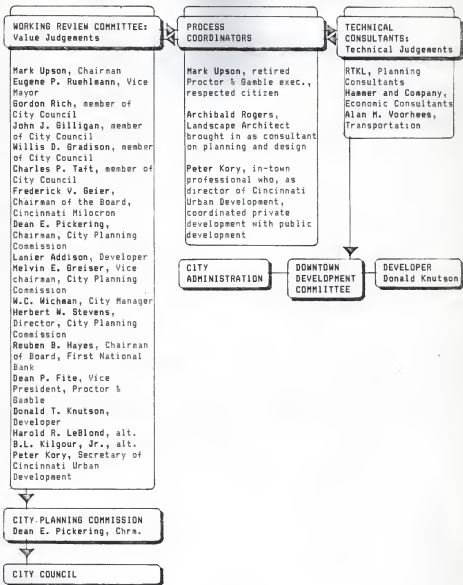 WORKING REVIEW COMMITTEE:
Value Judgements
Mark Upson, Chairman
Eugene P. Ruehlmann, Vice
Mayor
Gordon Rich, member of
City Council
John J. Gilligan, member
of City Council
Willis D. Gradison, member
of City Council
Charles P. Taft, member of
City Council
Frederick V. Geier,
Chairman of the Board,
Cincinnati Milocron
Dean E. Pickering,
Chairman, City Planning
Commission
Lanier Addison, Developer
Melvin E. Greiser, Vice
chairman, City Planning
Commission
W.C. Wichman, City Manager
Herbert W. Stevens,
Director, City Planning
Commission
Reuben B. Hayes, Chairman
of Board, First National
Bank
Dean P. Fite, Vice
President, Proctor &
Gamble
Donald T. Knutson,
Developer
Harold R. LeBlond, alt.
B.L. Kilgour, Jr., alt.
Peter Kory, Secretary of
Cincinnati Urban
Development
CITY PLANNING COMMISSION
Dean E. Pickering, Chrm.
CITY COUNCIL
PROCESS
COORDINATORS
Mark Upson, retired
Proctor & Gamble exec.,
respected citizen
Archibald Rogers,
Landscape Architect
brought in as consultant
on planning and design
Peter Kory, in-town
professional who, as
director of Cincinnati
Urban Development,
coordinated private
development with public
development
TECHNICAL
CONSULTANTS:
Technical Judgements
RTKL, Planning
Consultants
Hammer and Company,
Economic Consultants
Alan M. Voorhees,
Transportation
CITY
ADMINISTRATION
DOWNTOWN
DEVELOPMENT
COMMIITTEE
DEVELOPER
Donald Knutson